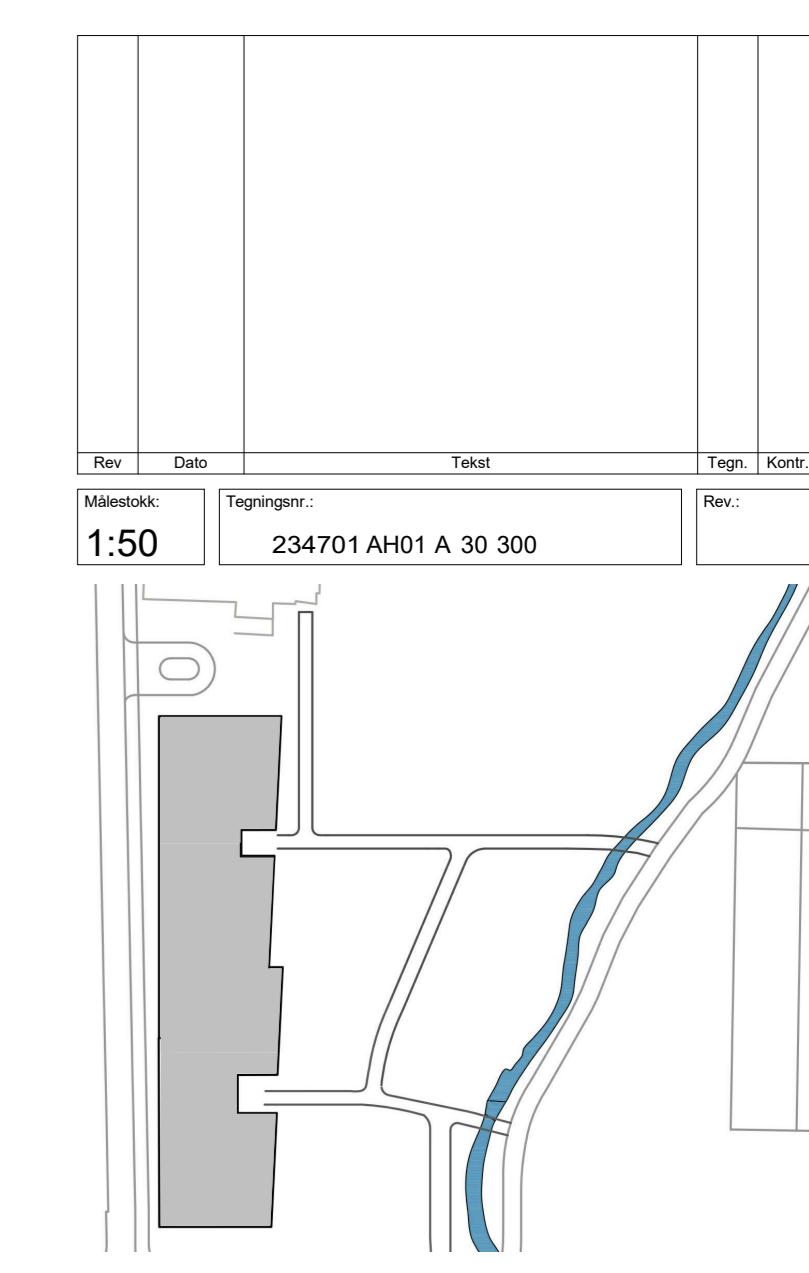 Rev Dato Tekst Tegn. Kontr.
Målestokk: Tegningsnr.: Rev.:
1:50 234701 AH01 A 30 300